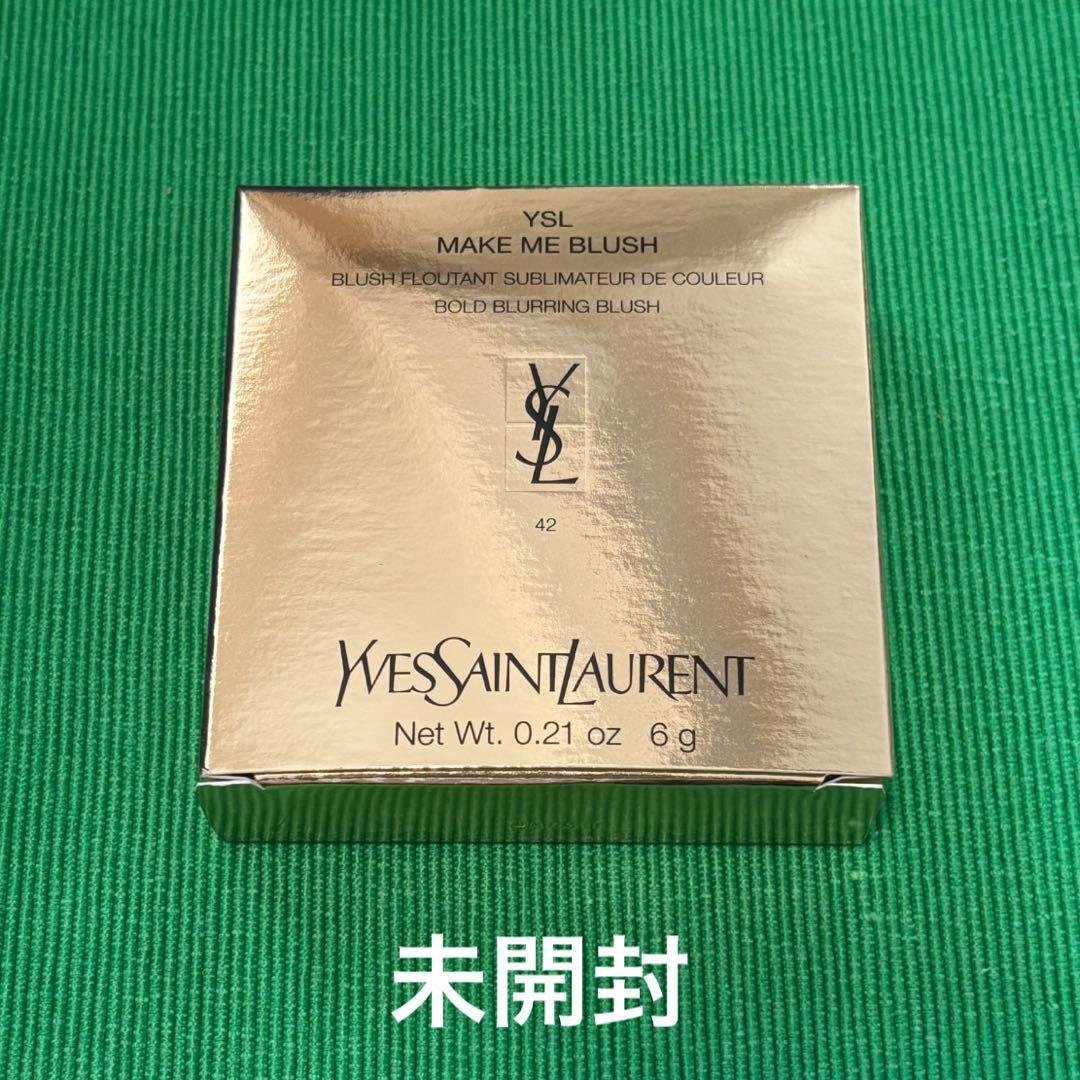 YSL
MAKE ME BLUSH
BLUSH FLOUTANT SUBLIMATEUR DE COULEUR
BOLD BLURRING BLUSH
YSL
42
YVESSAINTLAURENT
Net Wt. 0.21 oz 6 g
未開封